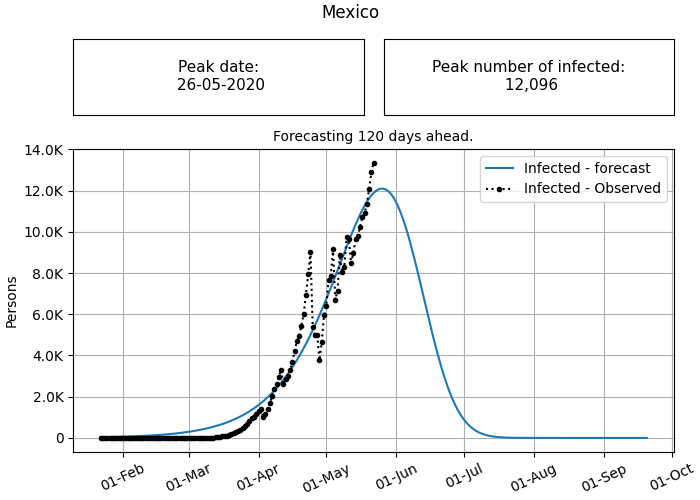 Mexico
Peak date:
26-05-2020
Peak number of infected:
12,096
Forecasting 120 days ahead.
14.0K
12.0K
10.0K
8.0K
6.0K
4.0K
2.0K
0
Persons
Infected - forecast
Infected - Observed
01-Feb
01-Mar
01-Apr
01-May
01-Jun
01-Jul
01-Aug
01-Sep
01-Oct